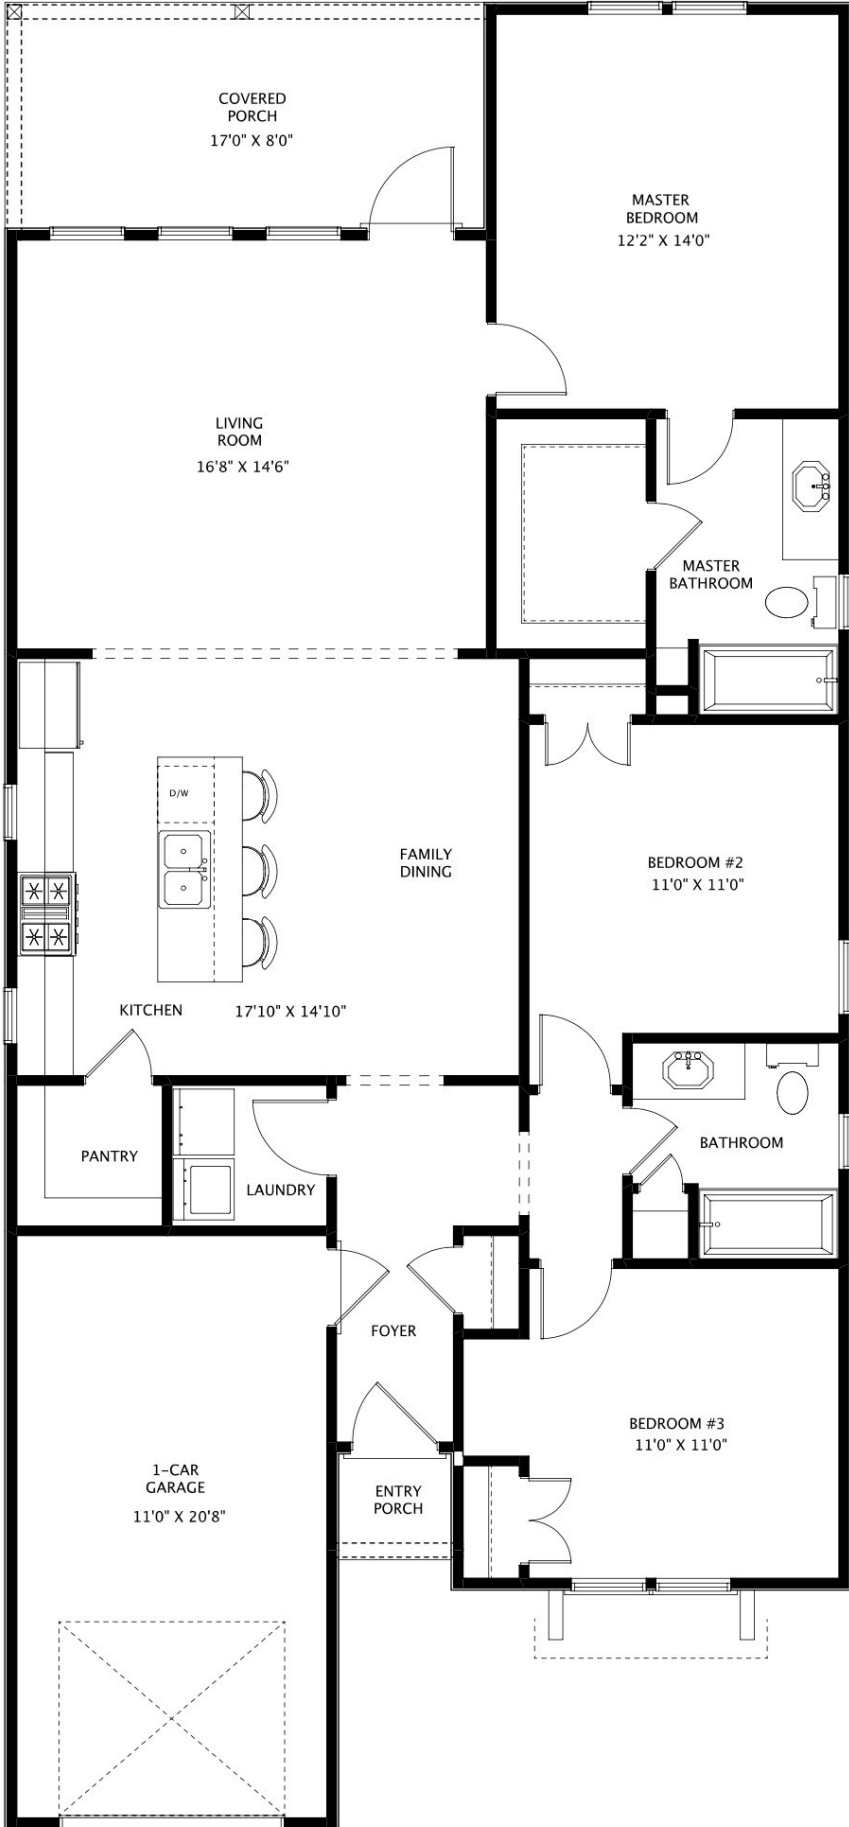 COVERED
PORCH
17'0" X 8'0"
MASTER
BEDROOM
12'2" X 14'0"
LIVING
ROOM
16'8" X 14'6"
MASTER
BATHROOM
D/W
FAMILY
DINING
BEDROOM #2
11'0" X 11'0"
KITCHEN
17'10" X 14'10"
PANTRY
LAUNDRY
BATHROOM
FOYER
BEDROOM #3
11'0" X 11'0"
1-CAR
GARAGE
11'0" X 20'8"
ENTRY
PORCH